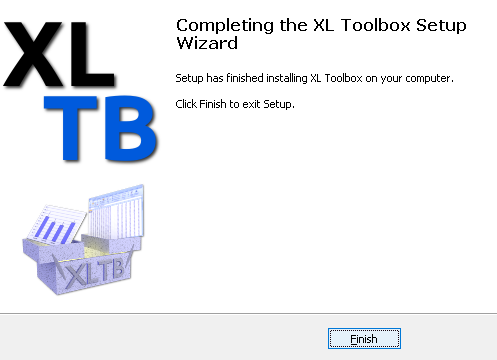 XL
TB
Completing the XL Toolbox Setup
Wizard
Setup has finished installing XL Toolbox on your computer.
Click Finish to exit Setup.
XLTB
Finish